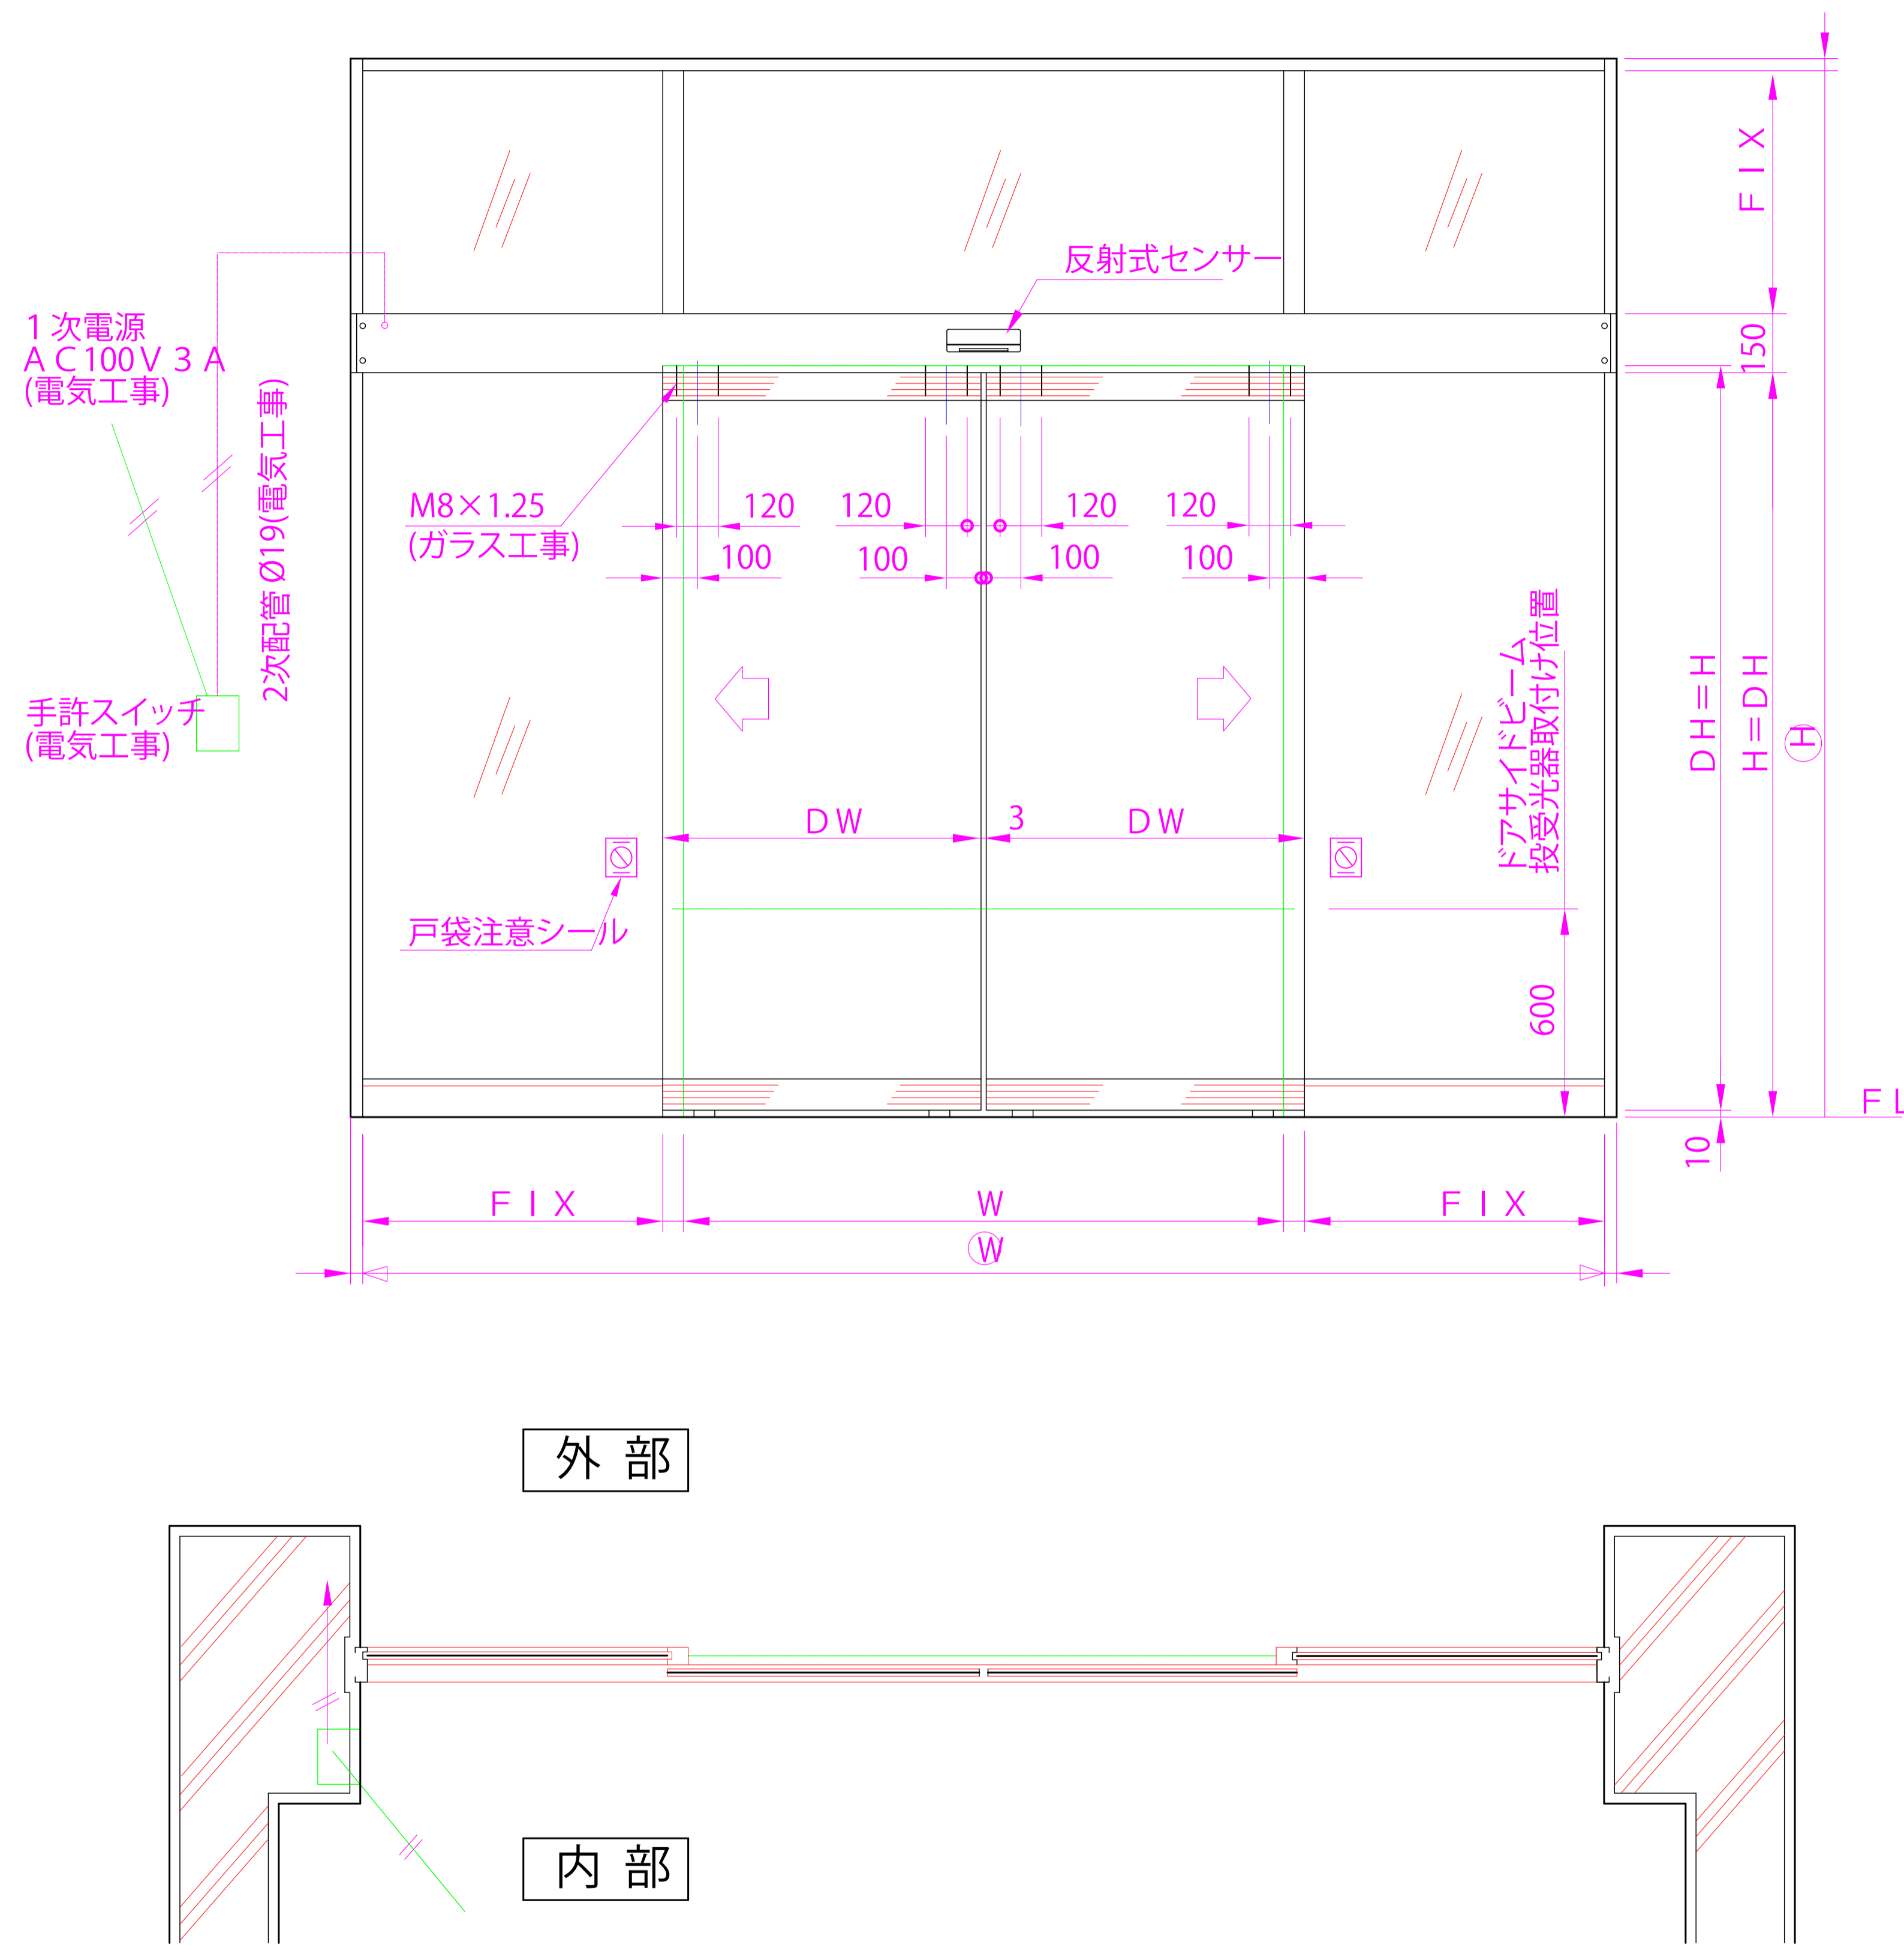 ＦＩＸ
反射式センサー
１次電源
ＡＣ100Ｖ３Ａ
(電気工事)
150
2次配管 Ø19(電気工事)
M8×1.25
(ガラス工事)
120
120
120
120
100
100
100
100
手許スイッチ
(電気工事)
ドアサイドビーム
投受光器取付け位置
ＤＨ＝Ｈ
Ｈ＝ＤＨ
Ｈ
ＤＷ
3
ＤＷ
戸袋注意シール
600
ＦＬ
10
ＦＩＸ
Ｗ
ＦＩＸ
Ｗ
外部
内部